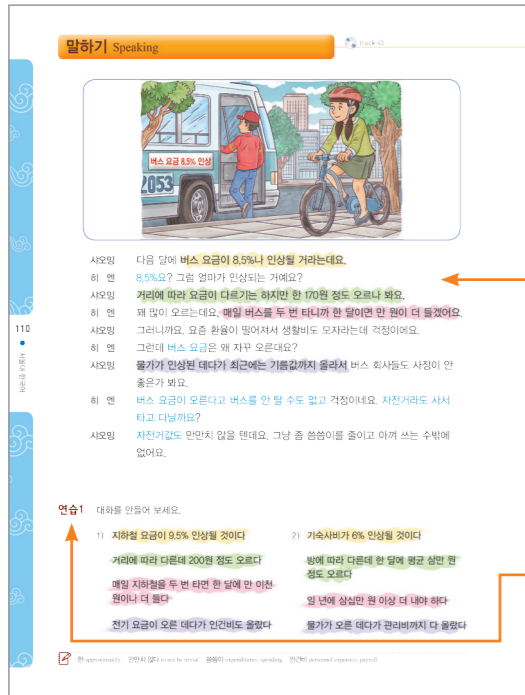 말하기 Speaking
track 43
버스 요금 8.5% 인상
2053
샤오밍 다음 달에 버스 요금이 8.5%나 인상될 거라는데요.
히 엔 8.5%요? 그럼 얼마가 인상되는 거예요?
샤오밍 거리에 따라 요금이 다르기는 하지만 한 170원 정도 오르나 봐요.
히 엔 꽤 많이 오르는데요. 매일 버스를 두 번 타니까 한 달이면 만 원이 더 들겠어요.
샤오밍 그러니까요. 요즘 환율이 떨어져서 생활비도 모자라는데 걱정이에요.
히 엔 그런데 버스 요금은 왜 자꾸 오른대요?
샤오밍 물가가 인상된 데다가 최근에는 기름값까지 올라서 버스 회사들도 사정이 안
좋은가 봐요.
히 엔 버스 요금이 오른다고 버스를 안 탈 수도 없고 걱정이네요. 자전거라도 사서
타고 다닐까요?
샤오밍 자전거값도 만만치 않을 텐데요. 그냥 좀 씀씀이를 줄이고 아껴 쓰는 수밖에
없어요.
110
서울대 한국어
연습1 대화를 만들어 보세요.
1) 지하철 요금이 9.5% 인상될 것이다
거리에 따라 다른데 200원 정도 오르다
매일 지하철을 두 번 타면 한 달에 만 이천
원이나 더 들다
전기 요금이 오른 데다가 인건비도 올랐다
2) 기숙사비가 6% 인상될 것이다
방에 따라 다른데 한 달에 평균 삼만 원
정도 오르다
일 년에 삼십만 원 이상 더 내야 하다
물가가 오른 데다가 관리비까지 다 올랐다
한 approximately 만만치 않다 to not be trivial 씀씀이 expenditures, spending 인건비 personnel expenses, payroll